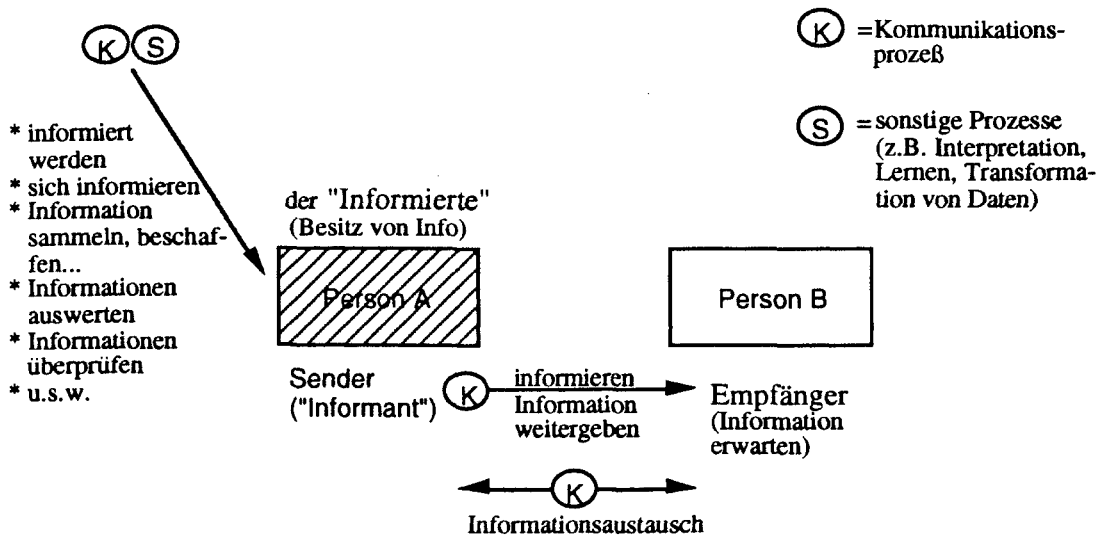 K S
K =Kommunikations-
prozeß
S =sonstige Prozesse
(z.B. Interpretation,
Lernen, Transforma-
tion von Daten)
* informiert
werden
* sich informieren
* Information
sammeln, beschaf-
fen...
* Informationen
auswerten
* Informationen
überprüfen
* u.s.w.
der "Informierte"
(Besitz von Info)
Person A
Person B
Sender
("Informant")
K
informieren
Information
weitergeben
Empfänger
(Information
erwarten)
K
Informationsaustausch